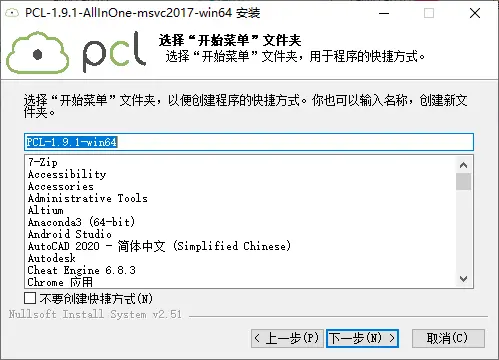 PCL-1.9.1-AllInOne-msvc2017-win64 安装
pcl
选择“开始菜单”文件夹
选择“开始菜单”文件夹，用于程序的快捷方式。
选择“开始菜单”文件夹，以便创建程序的快捷方式。你也可以输入名称，创建新文
件夹。
PCL-1.9.1-win64
7-Zip
Accessibility
Accessories
Administrative Tools
Altium
Anaconda3 (64-bit)
Android Studio
AutoCAD 2020 - 简体中文 (Simplified Chinese)
Autodesk
Cheat Engine 6.8.3
Chrome 应用
不要创建快捷方式(N)
Nullsoft Install System v2.51
< 上一步(P)
下一步(N) >
取消(C)